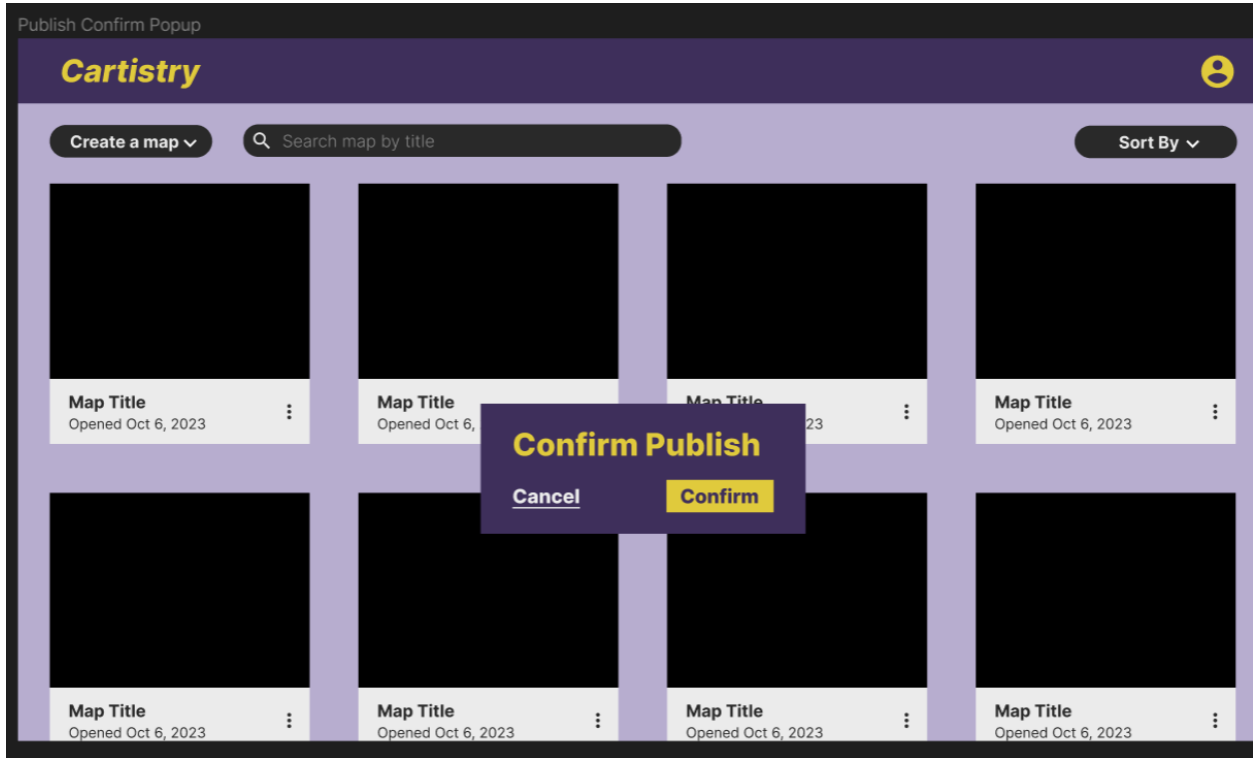 Publish Confirm Popup
Cartistry
Create a map
Search map by title
Sort By
Map Title
Opened Oct 6, 2023
Map Title
Opened Oct 6,
Map Title
23
Map Title
Opened Oct 6, 2023
Confirm Publish
Cancel
Confirm
Map Title
Opened Oct 6, 2023
Map Title
Opened Oct 6, 2023
Map Title
Opened Oct 6, 2023
Map Title
Opened Oct 6, 2023